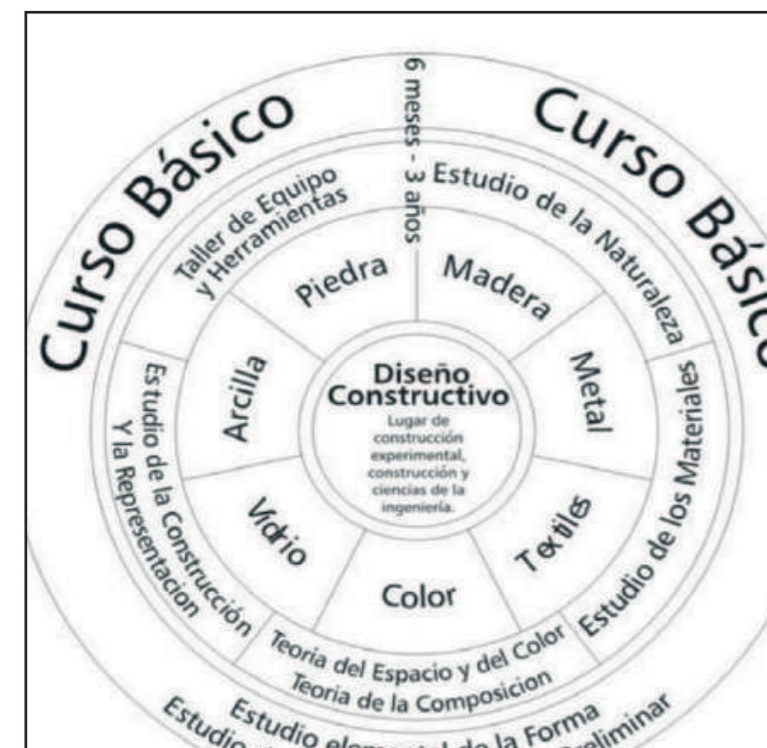 Curso Básico
6 meses - 3 años
Curso Básico
Taller de Equipo
y Herramientas
Estudio de la Naturaleza
Piedra
Madera
Arcilla
Metal
Diseño
Constructivo
Lugar de
construcción
experimental,
construcción y
ciencias de la
ingeniería.
Estudio de los Materiales
Estudio de la Construcción
Y la Representacion
Vidrio
Textiles
Color
Teoria del Espacio y del Color
Teoria de la Composicion
Estudio elemental de la Forma
Estudio
Preliminar